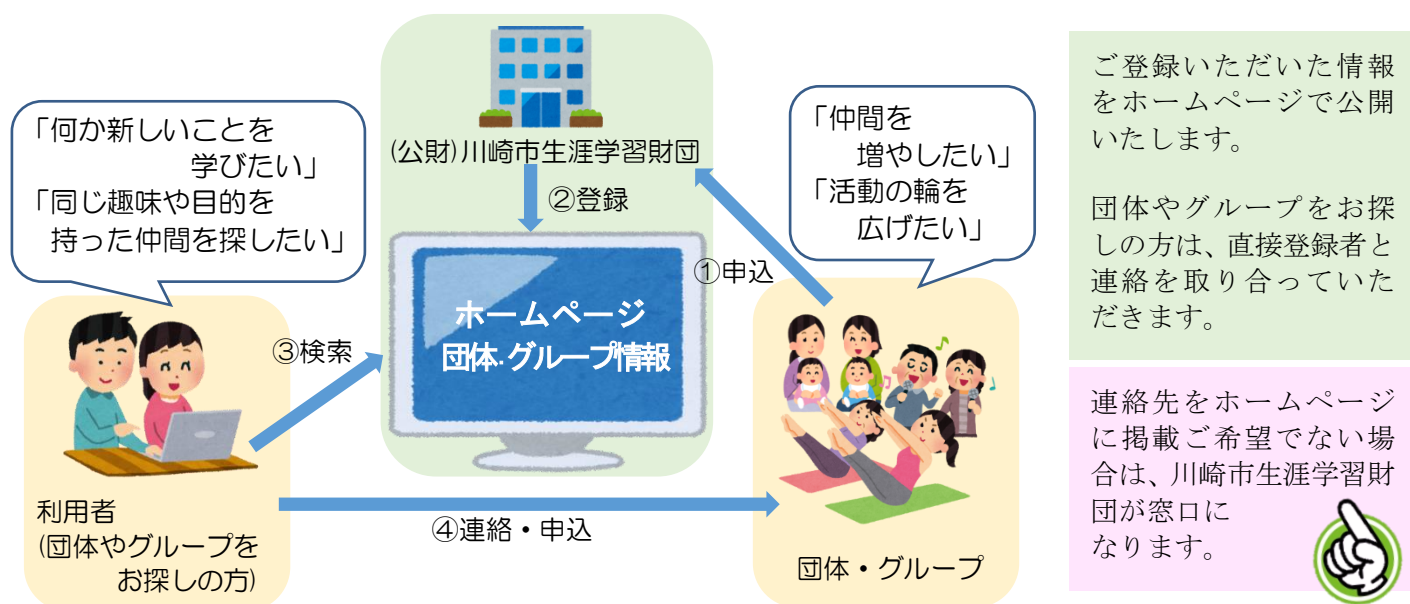 「何か新しいことを
学びたい」
「同じ趣味や目的を
持った仲間を探したい」
(公財)川崎市生涯学習財団
②登録
「仲間を
増やしたい」
「活動の輪を
広げたい」
①申込
ホームページ
団体・グループ情報
③検索
④連絡・申込
利用者
(団体やグループを
お探しの方)
団体・グループ
ご登録いただいた情報
をホームページで公開
いたします。
団体やグループをお探
しの方は、直接登録者と
連絡を取り合っていた
だきます。
連絡先をホームページ
に掲載ご希望でない場
合は、川崎市生涯学習財
団が窓口に
なります。